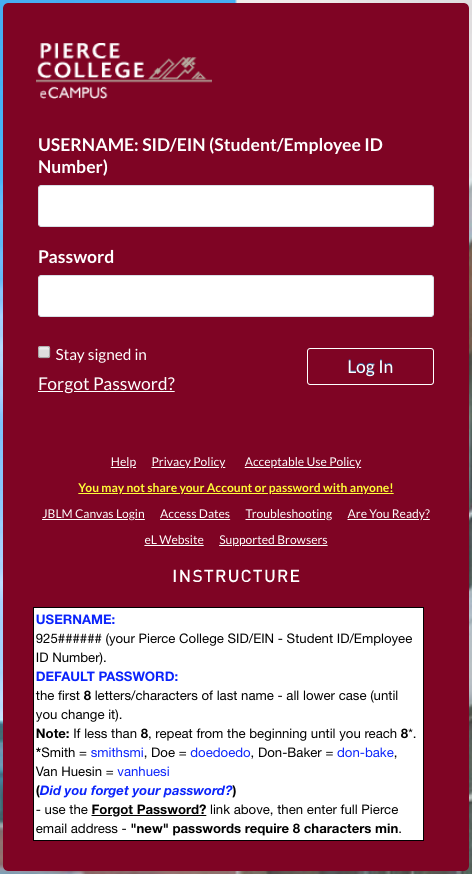 PIERCE
COLLEGE
eCAMPUS
USERNAME: SID/EIN (Student/Employee ID
Number)
Password
Stay signed in
Log In
Forgot Password?
Help Privacy Policy Acceptable Use Policy
You may not share your Account or password with anyone!
JBLM Canvas Login Access Dates Troubleshooting Are You Ready?
eL Website Supported Browsers
INSTRUCTURE
USERNAME:
925###### (your Pierce College SID/EIN - Student ID/Employee
ID Number).
DEFAULT PASSWORD:
the first 8 letters/characters of last name - all lower case (until
you change it).
Note: If less than 8, repeat from the beginning until you reach 8*.
*Smith = smithsmi, Doe = doedoedo, Don-Baker = don-bake,
Van Huesin = vanhuesi
(Did you forget your password?)
- use the Forgot Password? link above, then enter full Pierce
email address - "new" passwords require 8 characters min.